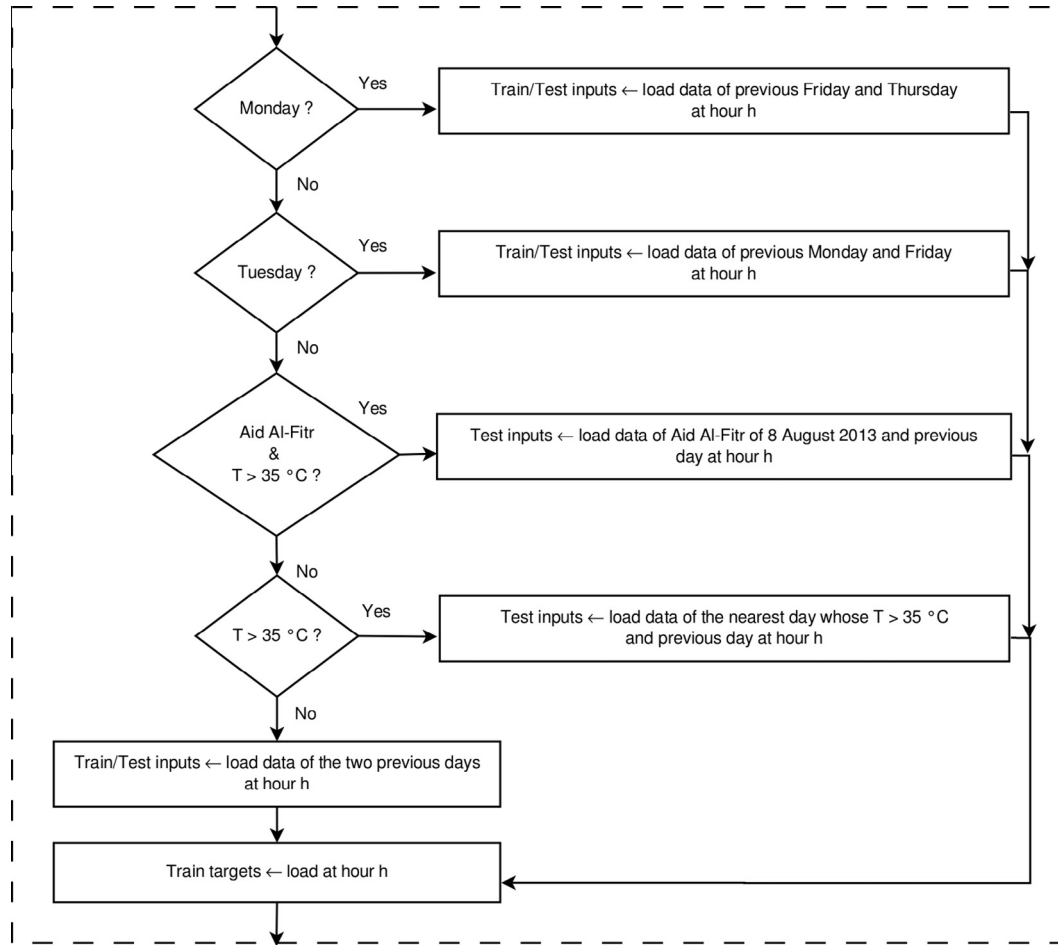 Monday ?
Yes
Train/Test inputs ← load data of previous Friday and Thursday
at hour h
No
Tuesday ?
Yes
Train/Test inputs ← load data of previous Monday and Friday
at hour h
No
Aid Al-Fitr
&
T > 35 °C ?
Yes
Test inputs ← load data of Aid Al-Fitr of 8 August 2013 and previous
day at hour h
No
T > 35 °C ?
Yes
Test inputs ← load data of the nearest day whose T > 35 °C
and previous day at hour h
No
Train/Test inputs ← load data of the two previous days
at hour h
Train targets ← load at hour h